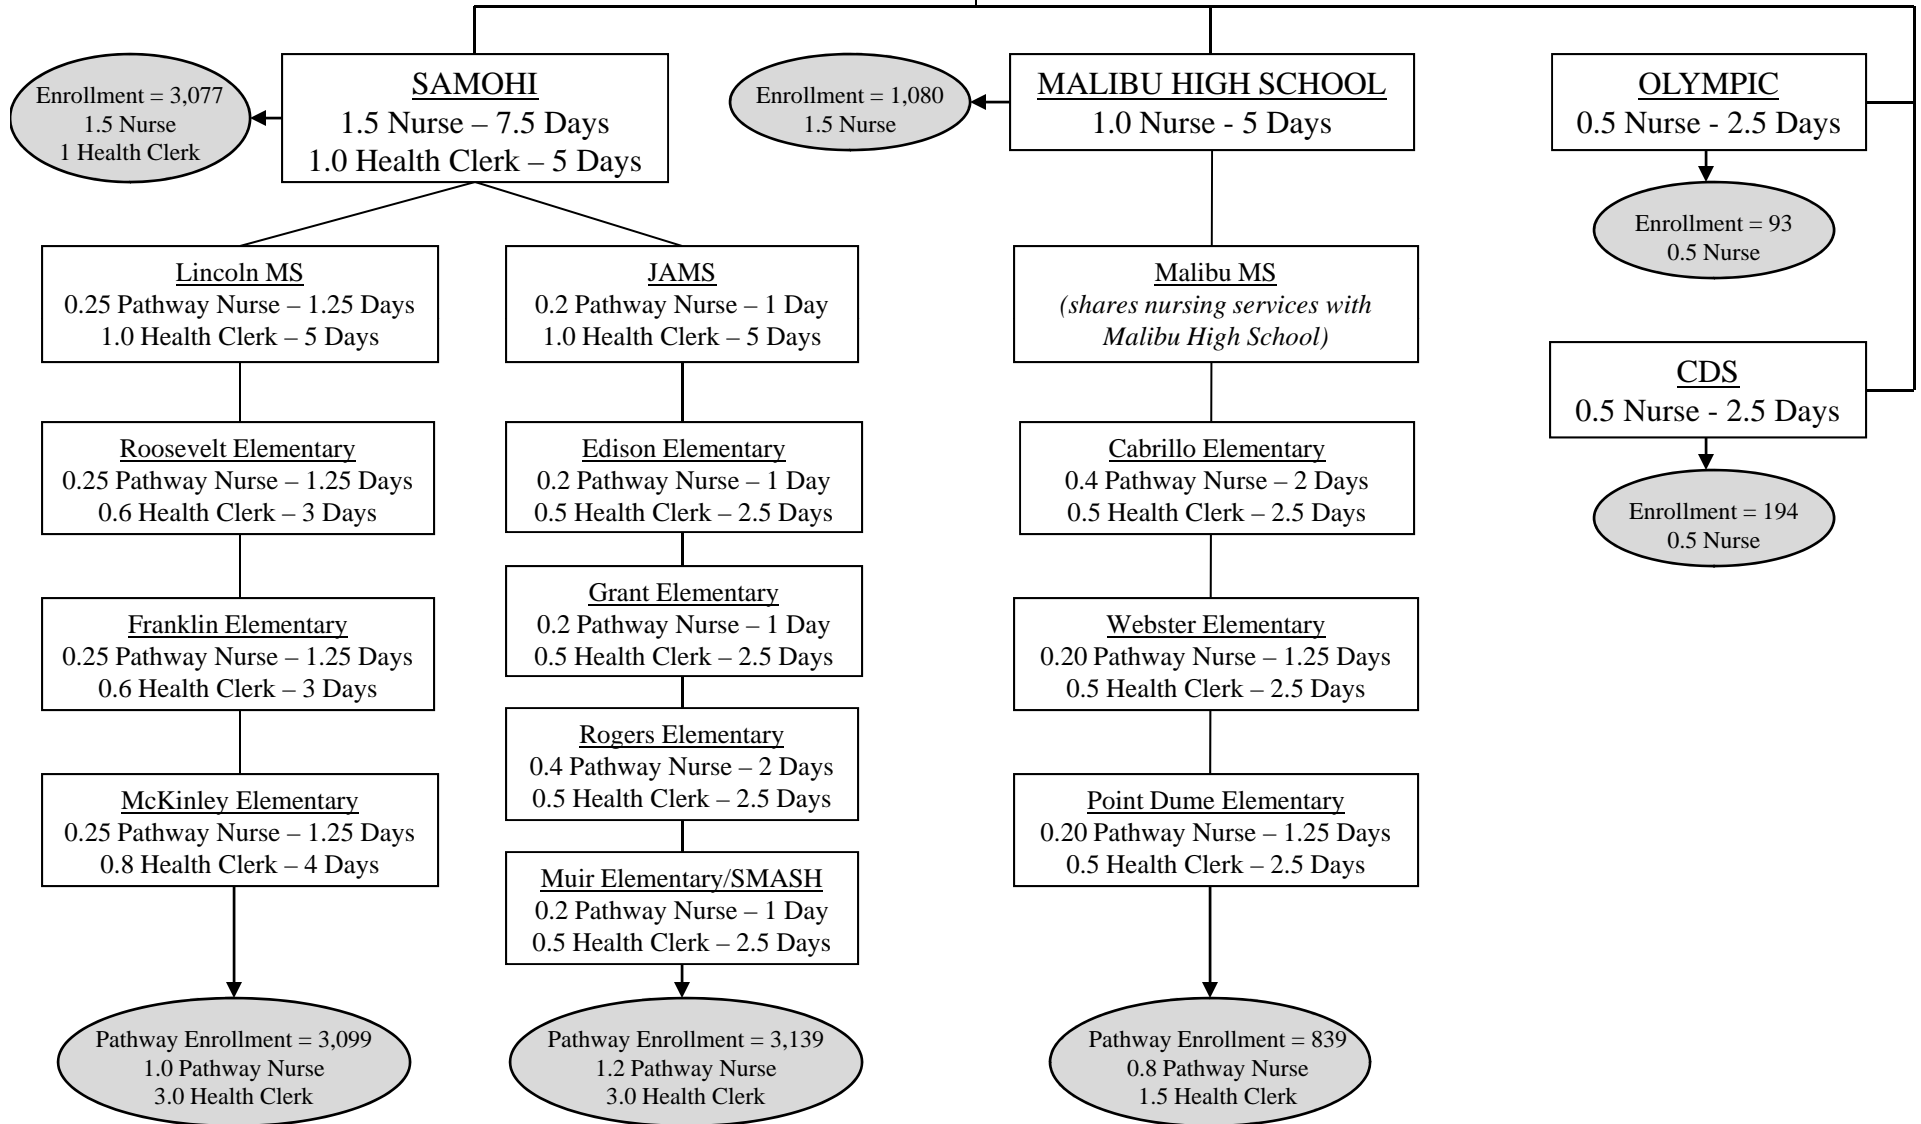 Enrollment = 3,077
1.5 Nurse
1 Health Clerk
SAMOHI
1.5 Nurse – 7.5 Days
1.0 Health Clerk – 5 Days
Enrollment = 1,080
1.5 Nurse
MALIBU HIGH SCHOOL
1.0 Nurse - 5 Days
OLYMPIC
0.5 Nurse - 2.5 Days
Enrollment = 93
0.5 Nurse
CDS
0.5 Nurse - 2.5 Days
Enrollment = 194
0.5 Nurse
Lincoln MS
0.25 Pathway Nurse – 1.25 Days
1.0 Health Clerk – 5 Days
Roosevelt Elementary
0.25 Pathway Nurse – 1.25 Days
0.6 Health Clerk – 3 Days
Franklin Elementary
0.25 Pathway Nurse – 1.25 Days
0.6 Health Clerk – 3 Days
McKinley Elementary
0.25 Pathway Nurse – 1.25 Days
0.8 Health Clerk – 4 Days
Pathway Enrollment = 3,099
1.0 Pathway Nurse
3.0 Health Clerk
JAMS
0.2 Pathway Nurse – 1 Day
1.0 Health Clerk – 5 Days
Edison Elementary
0.2 Pathway Nurse – 1 Day
0.5 Health Clerk – 2.5 Days
Grant Elementary
0.2 Pathway Nurse – 1 Day
0.5 Health Clerk – 2.5 Days
Rogers Elementary
0.4 Pathway Nurse – 2 Days
0.5 Health Clerk – 2.5 Days
Muir Elementary/SMASH
0.2 Pathway Nurse – 1 Day
0.5 Health Clerk – 2.5 Days
Pathway Enrollment = 3,139
1.2 Pathway Nurse
3.0 Health Clerk
Malibu MS
(shares nursing services with
Malibu High School)
Cabrillo Elementary
0.4 Pathway Nurse – 2 Days
0.5 Health Clerk – 2.5 Days
Webster Elementary
0.20 Pathway Nurse – 1.25 Days
0.5 Health Clerk – 2.5 Days
Point Dume Elementary
0.20 Pathway Nurse – 1.25 Days
0.5 Health Clerk – 2.5 Days
Pathway Enrollment = 839
0.8 Pathway Nurse
1.5 Health Clerk